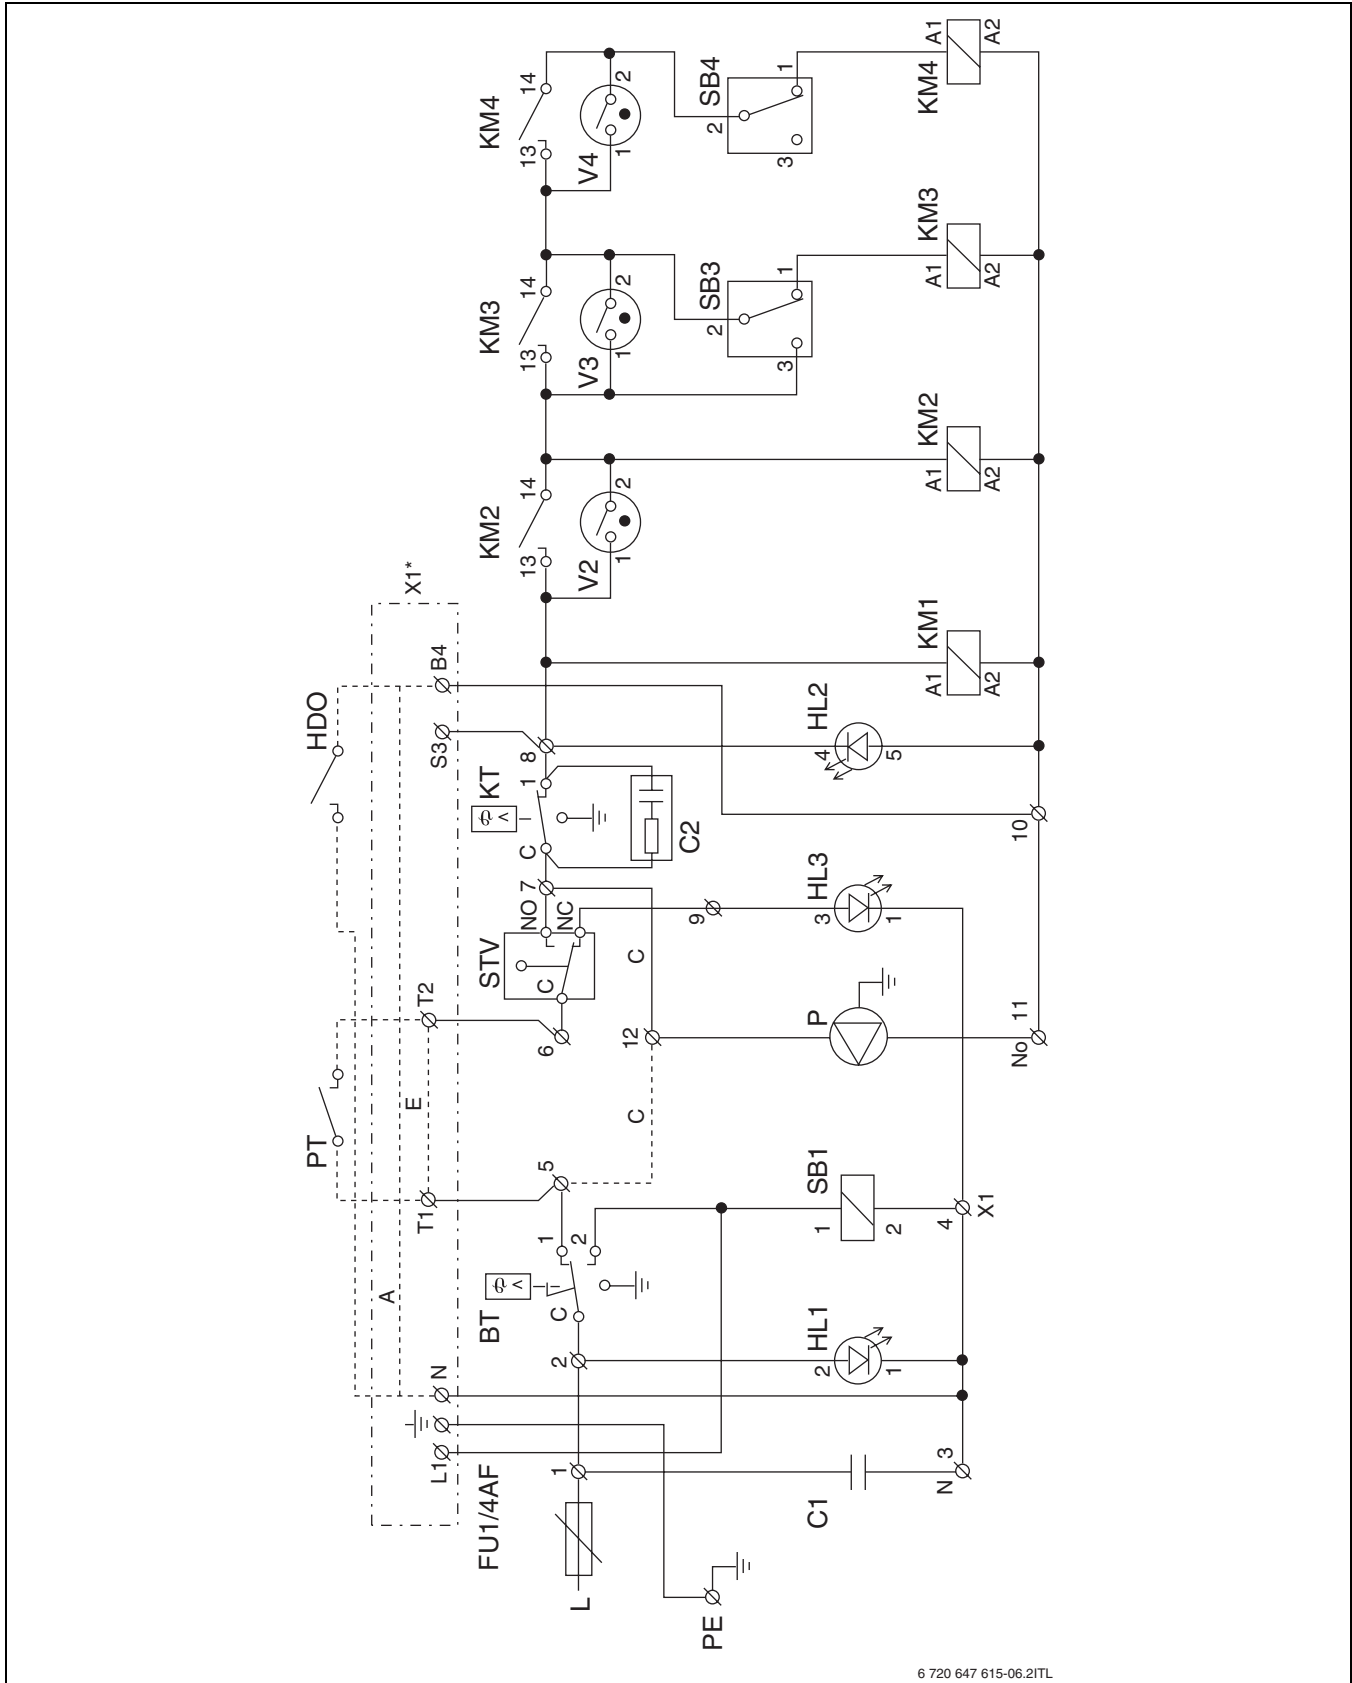 PT
HDO
A
E
X1*
L1
N
T1
T2
S3
B4
FU1/4AF
L
1
2
BT
ϑ
>
C
1
2
5
6
STV
C
NO
NC
7
KT
ϑ
>
C
1
8
C2
KM2
13
14
V2
1
2
KM3
13
14
V3
1
2
KM4
13
14
V4
1
2
C
12
C
9
SB3
2
3
1
SB4
2
3
1
PE
C1
HL1
2
1
SB1
1
2
P
HL3
3
1
HL2
4
5
KM1
A1
A2
KM2
A1
A2
KM3
A1
A2
KM4
A1
A2
N
3
4
X1
No
11
10
6 720 647 615-06.2ITL